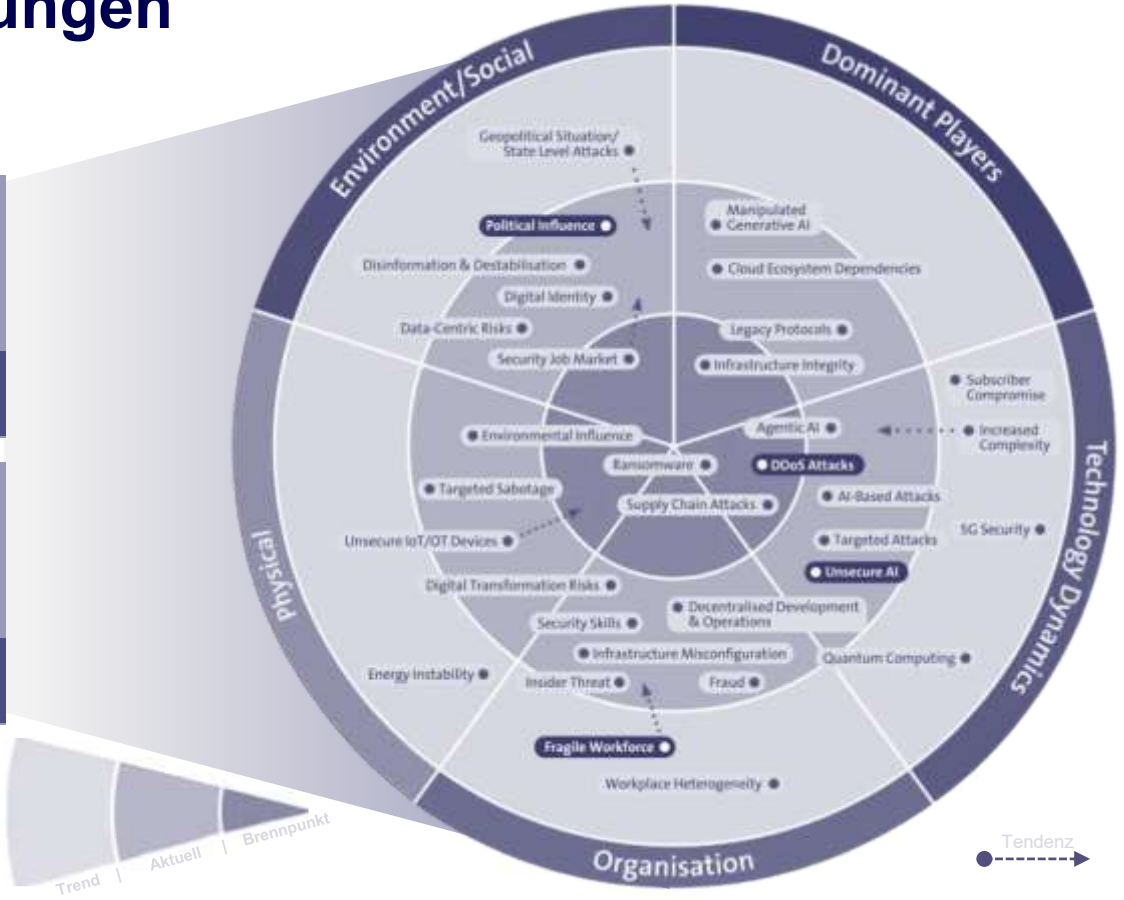 ungen
Environment/Social
Dominant Players
Geopolitical Situation/
State Level Attacks
Political Influence
Manipulated
Generative AI
Disinformation & Destabilisation
Cloud Ecosystem Dependencies
Digital Identity
Data-Centric Risks
Legacy Protocols
Security Job Market
Infrastructure Integrity
Subscriber
Compromise
Environmental Influence
Agentic AI
Increased
Complexity
Ransomware
DDoS Attacks
Targeted Sabotage
AI-Based Attacks
Supply Chain Attacks
Unsecure IoT/OT Devices
Targeted Attacks
5G Security
Unsecure AI
Physical
Technology Dynamics
Digital Transformation Risks
Decentralised Development
& Operations
Security Skills
Infrastructure Misconfiguration
Quantum Computing
Energy Instability
Insider Threat
Fraud
Fragile Workforce
Workplace Heterogeneity
Organisation
Trend | Aktuell | Brennpunkt
Tendenz